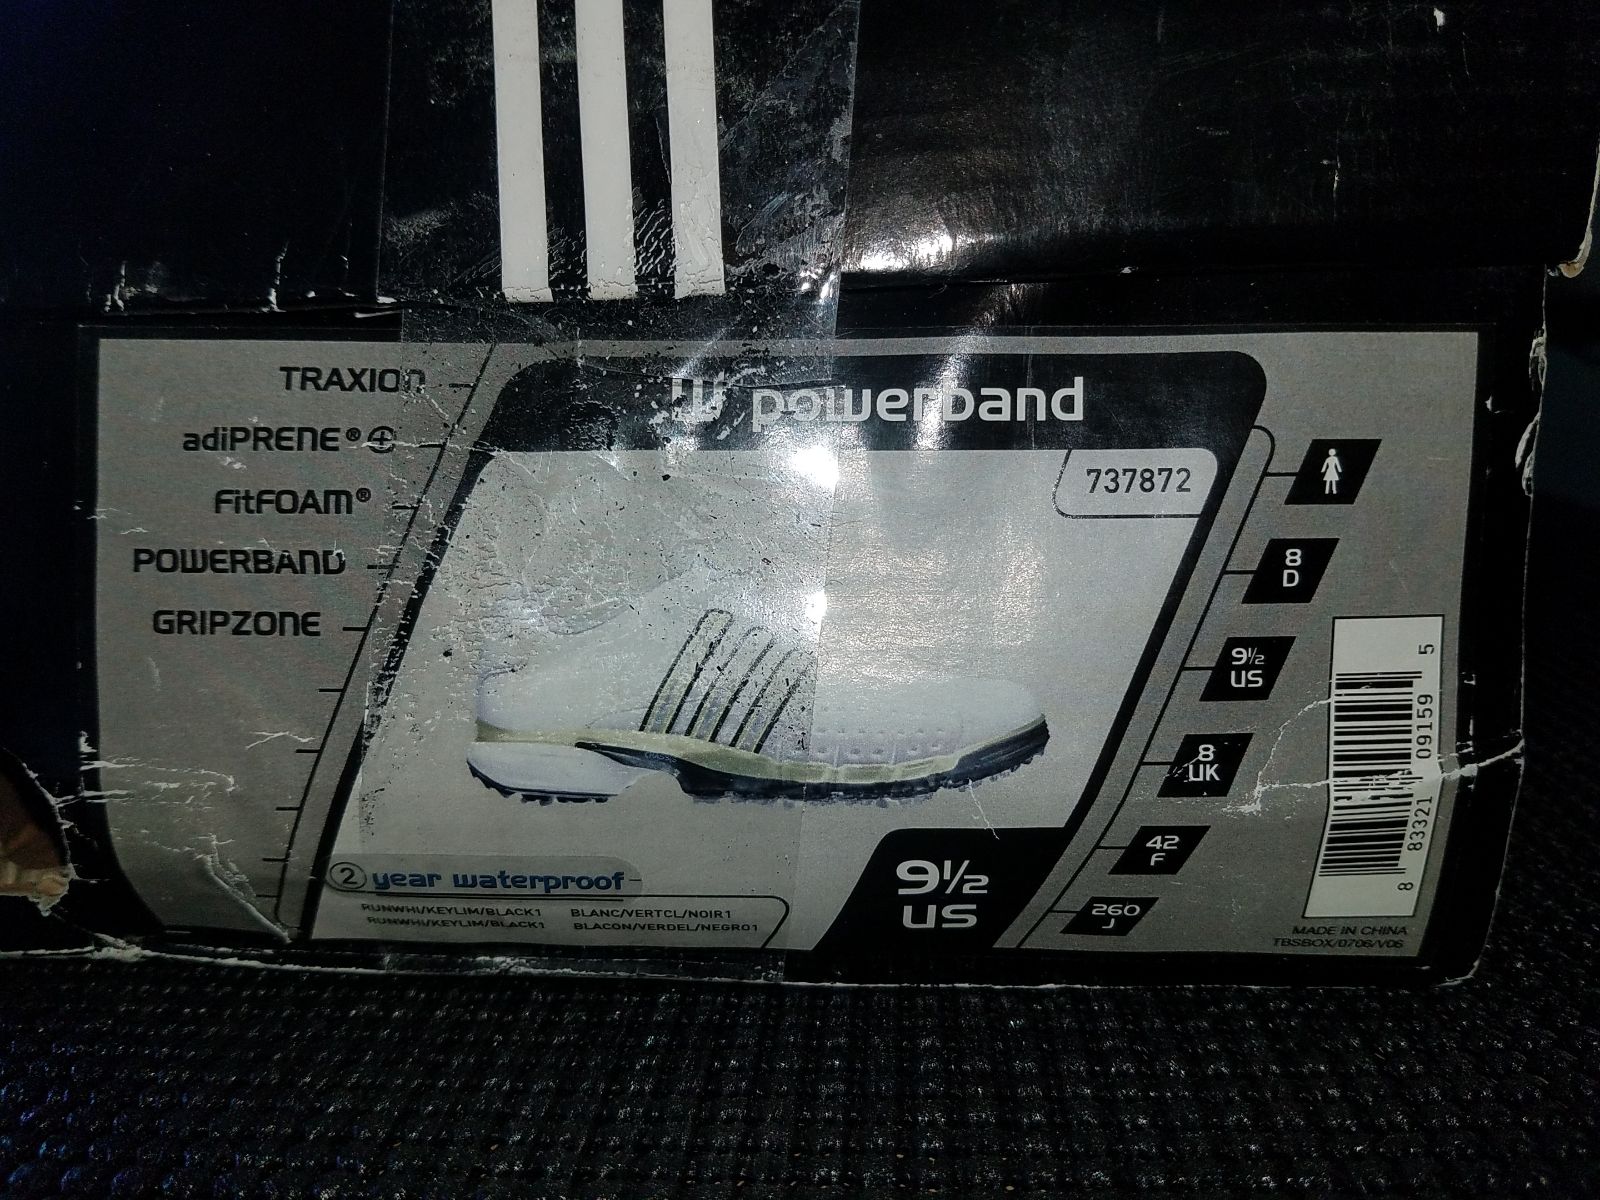 TRAXION
adiPRENE®+
FitFOAM®
POWERBAND
GRIPZONE
W powerband
737872
8
D
9½
US
8
UK
42
F
260
J
9½
US
2 year waterproof
RUNWHI/KEYLIM/BLACK1 BLANC/VERTCL/NOIR1
RUNWHI/KEYLIM/BLACK1 BLACON/VERDEL/NEGRO1
8 83321 09159 5
MADE IN CHINA
TBSBOX/0706/V06